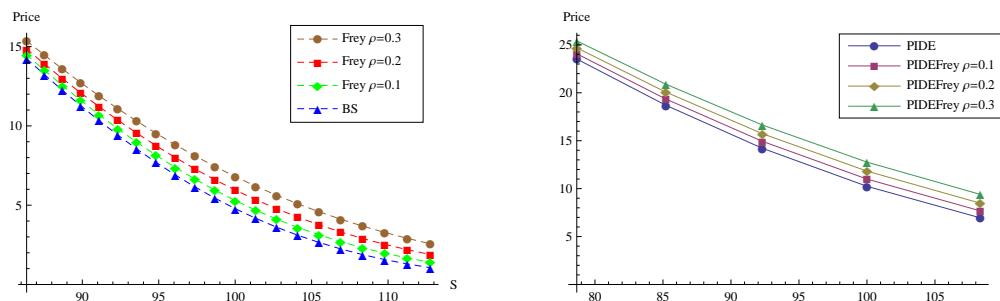 Price
15
10
5
90
95
100
105
110
S
Frey ρ=0.3
Frey ρ=0.2
Frey ρ=0.1
BS
Price
25
20
15
10
5
80
85
90
95
100
105
PIDE
PIDEFrey ρ=0.1
PIDEFrey ρ=0.2
PIDEFrey ρ=0.3